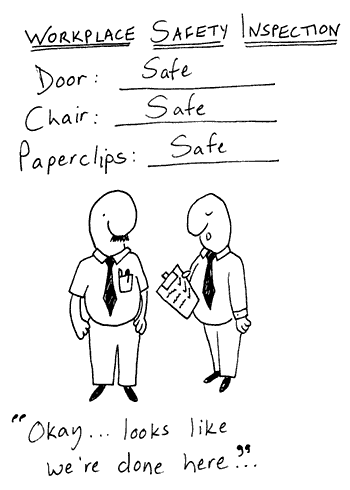 WORKPLACE SAFETY INSPECTION
Door: Safe
Chair: Safe
Paperclips: Safe
"Okay... looks like
we're done here"...